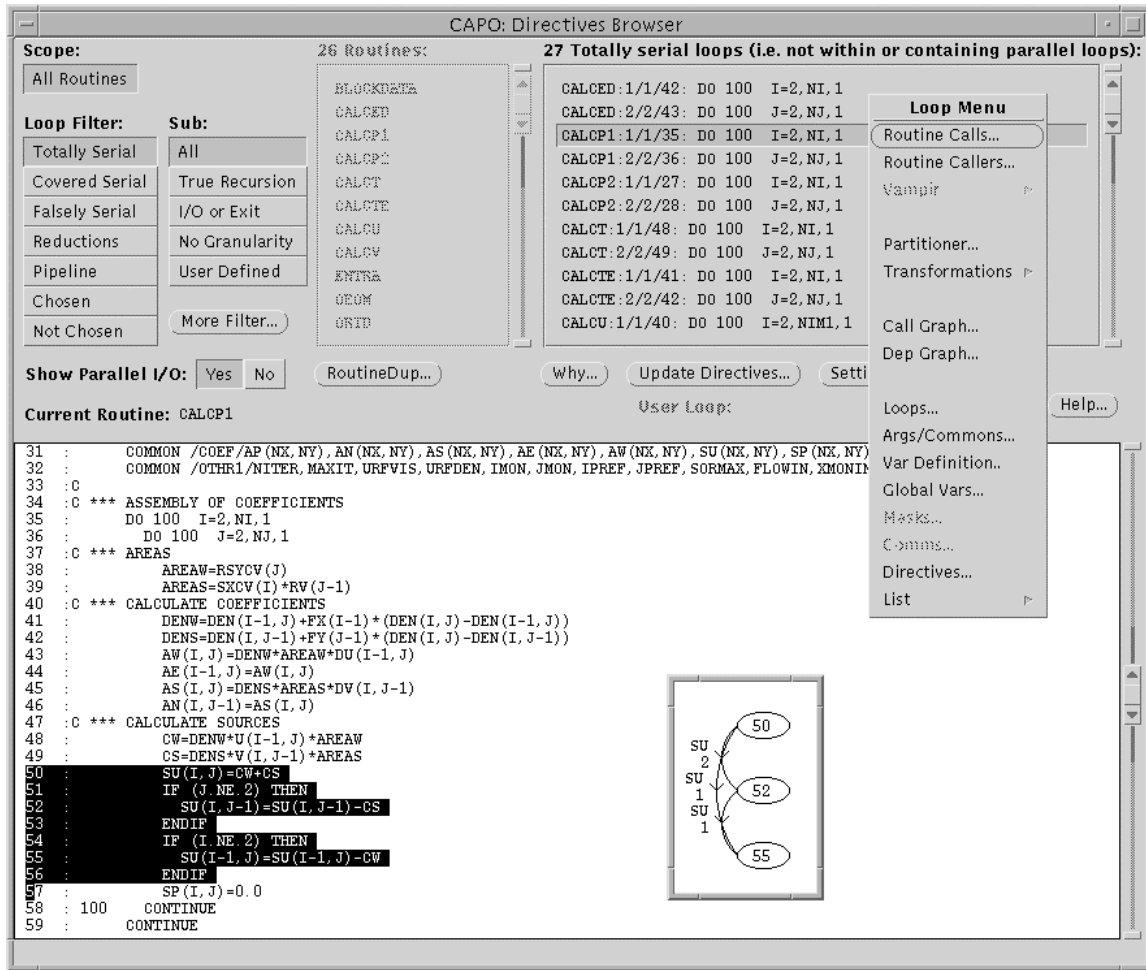 CAPO: Directives Browser
Scope:
All Routines
Loop Filter:
Totally Serial
Covered Serial
Falsely Serial
Reductions
Pipeline
Chosen
Not Chosen
Sub:
All
True Recursion
I/O or Exit
No Granularity
User Defined
More Filter...
26 Routines:
BLOCKDATA
CALCED
CALCP1
CALCP2
CALCT
CALCTE
CALCU
CALCV
ENTRA
GEOM
GRID
27 Totally serial loops (i.e. not within or containing parallel loops):
CALCED:1/1/42: DO 100 I=2,NI,1
CALCED:2/2/43: DO 100 J=2,NJ,1
CALCP1:1/1/35: DO 100 I=2,NI,1
CALCP1:2/2/36: DO 100 J=2,NJ,1
CALCP2:1/1/27: DO 100 I=2,NI,1
CALCP2:2/2/28: DO 100 J=2,NJ,1
CALCT:1/1/48: DO 100 I=2,NI,1
CALCT:2/2/49: DO 100 J=2,NJ,1
CALCTE:1/1/41: DO 100 I=2,NI,1
CALCTE:2/2/42: DO 100 J=2,NJ,1
CALCU:1/1/40: DO 100 I=2,NIM1,1
Loop Menu
Routine Calls...
Routine Callers...
Vampir
Partitioner...
Transformations
Call Graph...
Dep Graph...
Loops...
Args/Commons...
Var Definition..
Global Vars...
Masks...
Comms...
Directives...
List
Show Parallel I/O: Yes No
RoutineDup...
Why...
Update Directives...
Setti
User Loop:
Help...
Current Routine: CALCP1
31 : COMMON /COEF/AP(NX,NY),AN(NX,NY),AS(NX,NY),AE(NX,NY),AW(NX,NY),SU(NX,NY),SP(NX,NY)
32 : COMMON /OTHR1/NITER,MAXIT,URFVIS,URFDEN,IMON,JMON,IPREF,JPREF,SORMAX,FLOWIN,XMONIN
33 :C
34 :C *** ASSEMBLY OF COEFFICIENTS
35 : DO 100 I=2,NI,1
36 : DO 100 J=2,NJ,1
37 :C *** AREAS
38 : AREAW=RSYCV(J)
39 : AREAS=SXCV(I)*RV(J-1)
40 :C *** CALCULATE COEFFICIENTS
41 : DENW=DEN(I-1,J)+FX(I-1)*(DEN(I,J)-DEN(I-1,J))
42 : DENS=DEN(I,J-1)+FY(J-1)*(DEN(I,J)-DEN(I,J-1))
43 : AW(I,J)=DENW*AREAW*DU(I-1,J)
44 : AE(I-1,J)=AW(I,J)
45 : AS(I,J)=DENS*AREAS*DV(I,J-1)
46 : AN(I,J-1)=AS(I,J)
47 :C *** CALCULATE SOURCES
48 : CW=DENW*U(I-1,J)*AREAW
49 : CS=DENS*V(I,J-1)*AREAS
50 : SU(I,J)=CW+CS
51 : IF (J.NE.2) THEN
52 : SU(I,J-1)=SU(I,J-1)-CS
53 : ENDIF
54 : IF (I.NE.2) THEN
55 : SU(I-1,J)=SU(I-1,J)-CW
56 : ENDIF
57 : SP(I,J)=0.0
58 : 100 CONTINUE
59 : CONTINUE
50
SU
2
SU
1
52
SU
1
55